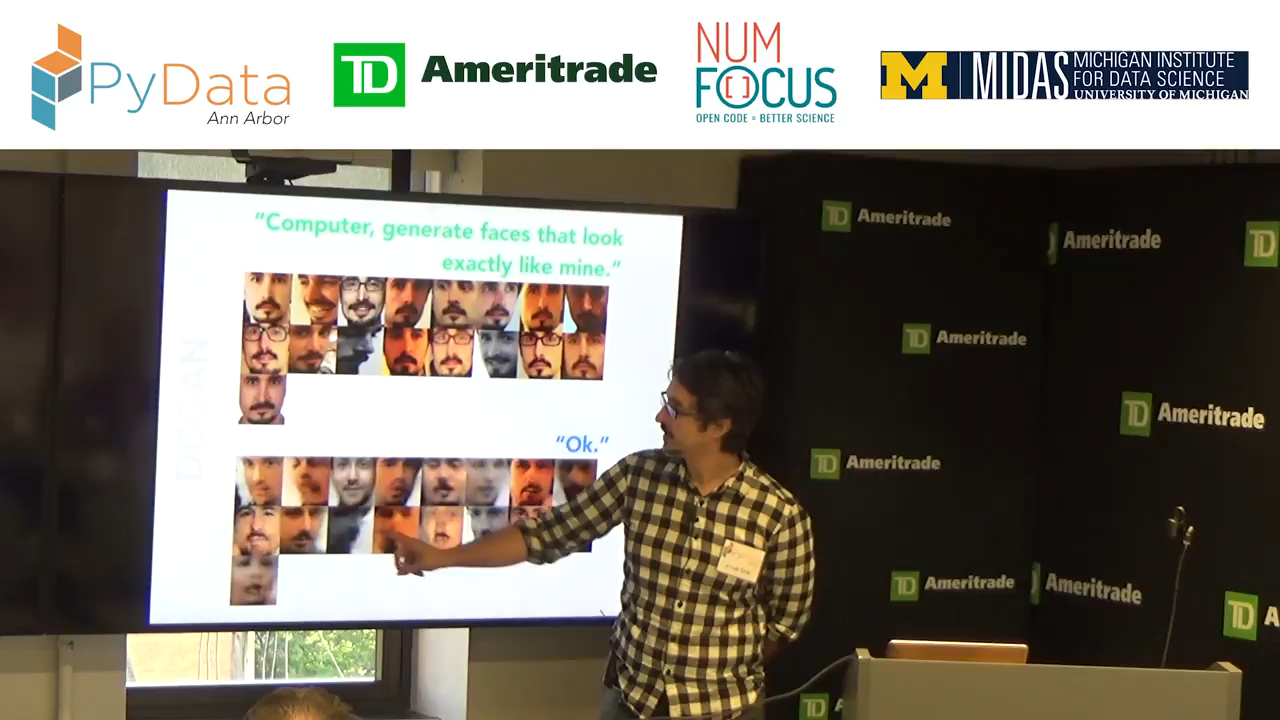 PyData
Ann Arbor
TD Ameritrade
NUM
FOCUS
OPEN CODE = BETTER SCIENCE
M MIDAS
MICHIGAN INSTITUTE
FOR DATA SCIENCE
UNIVERSITY OF MICHIGAN
"Computer, generate faces that look
exactly like mine."
"Ok."
DCGAN
TD Ameritrade
Ameritrade
TD
TD Ameritrade
TD Ameritrade
TD Ameritrade
TD Ameritrade
Ameritrade
TD A
TD